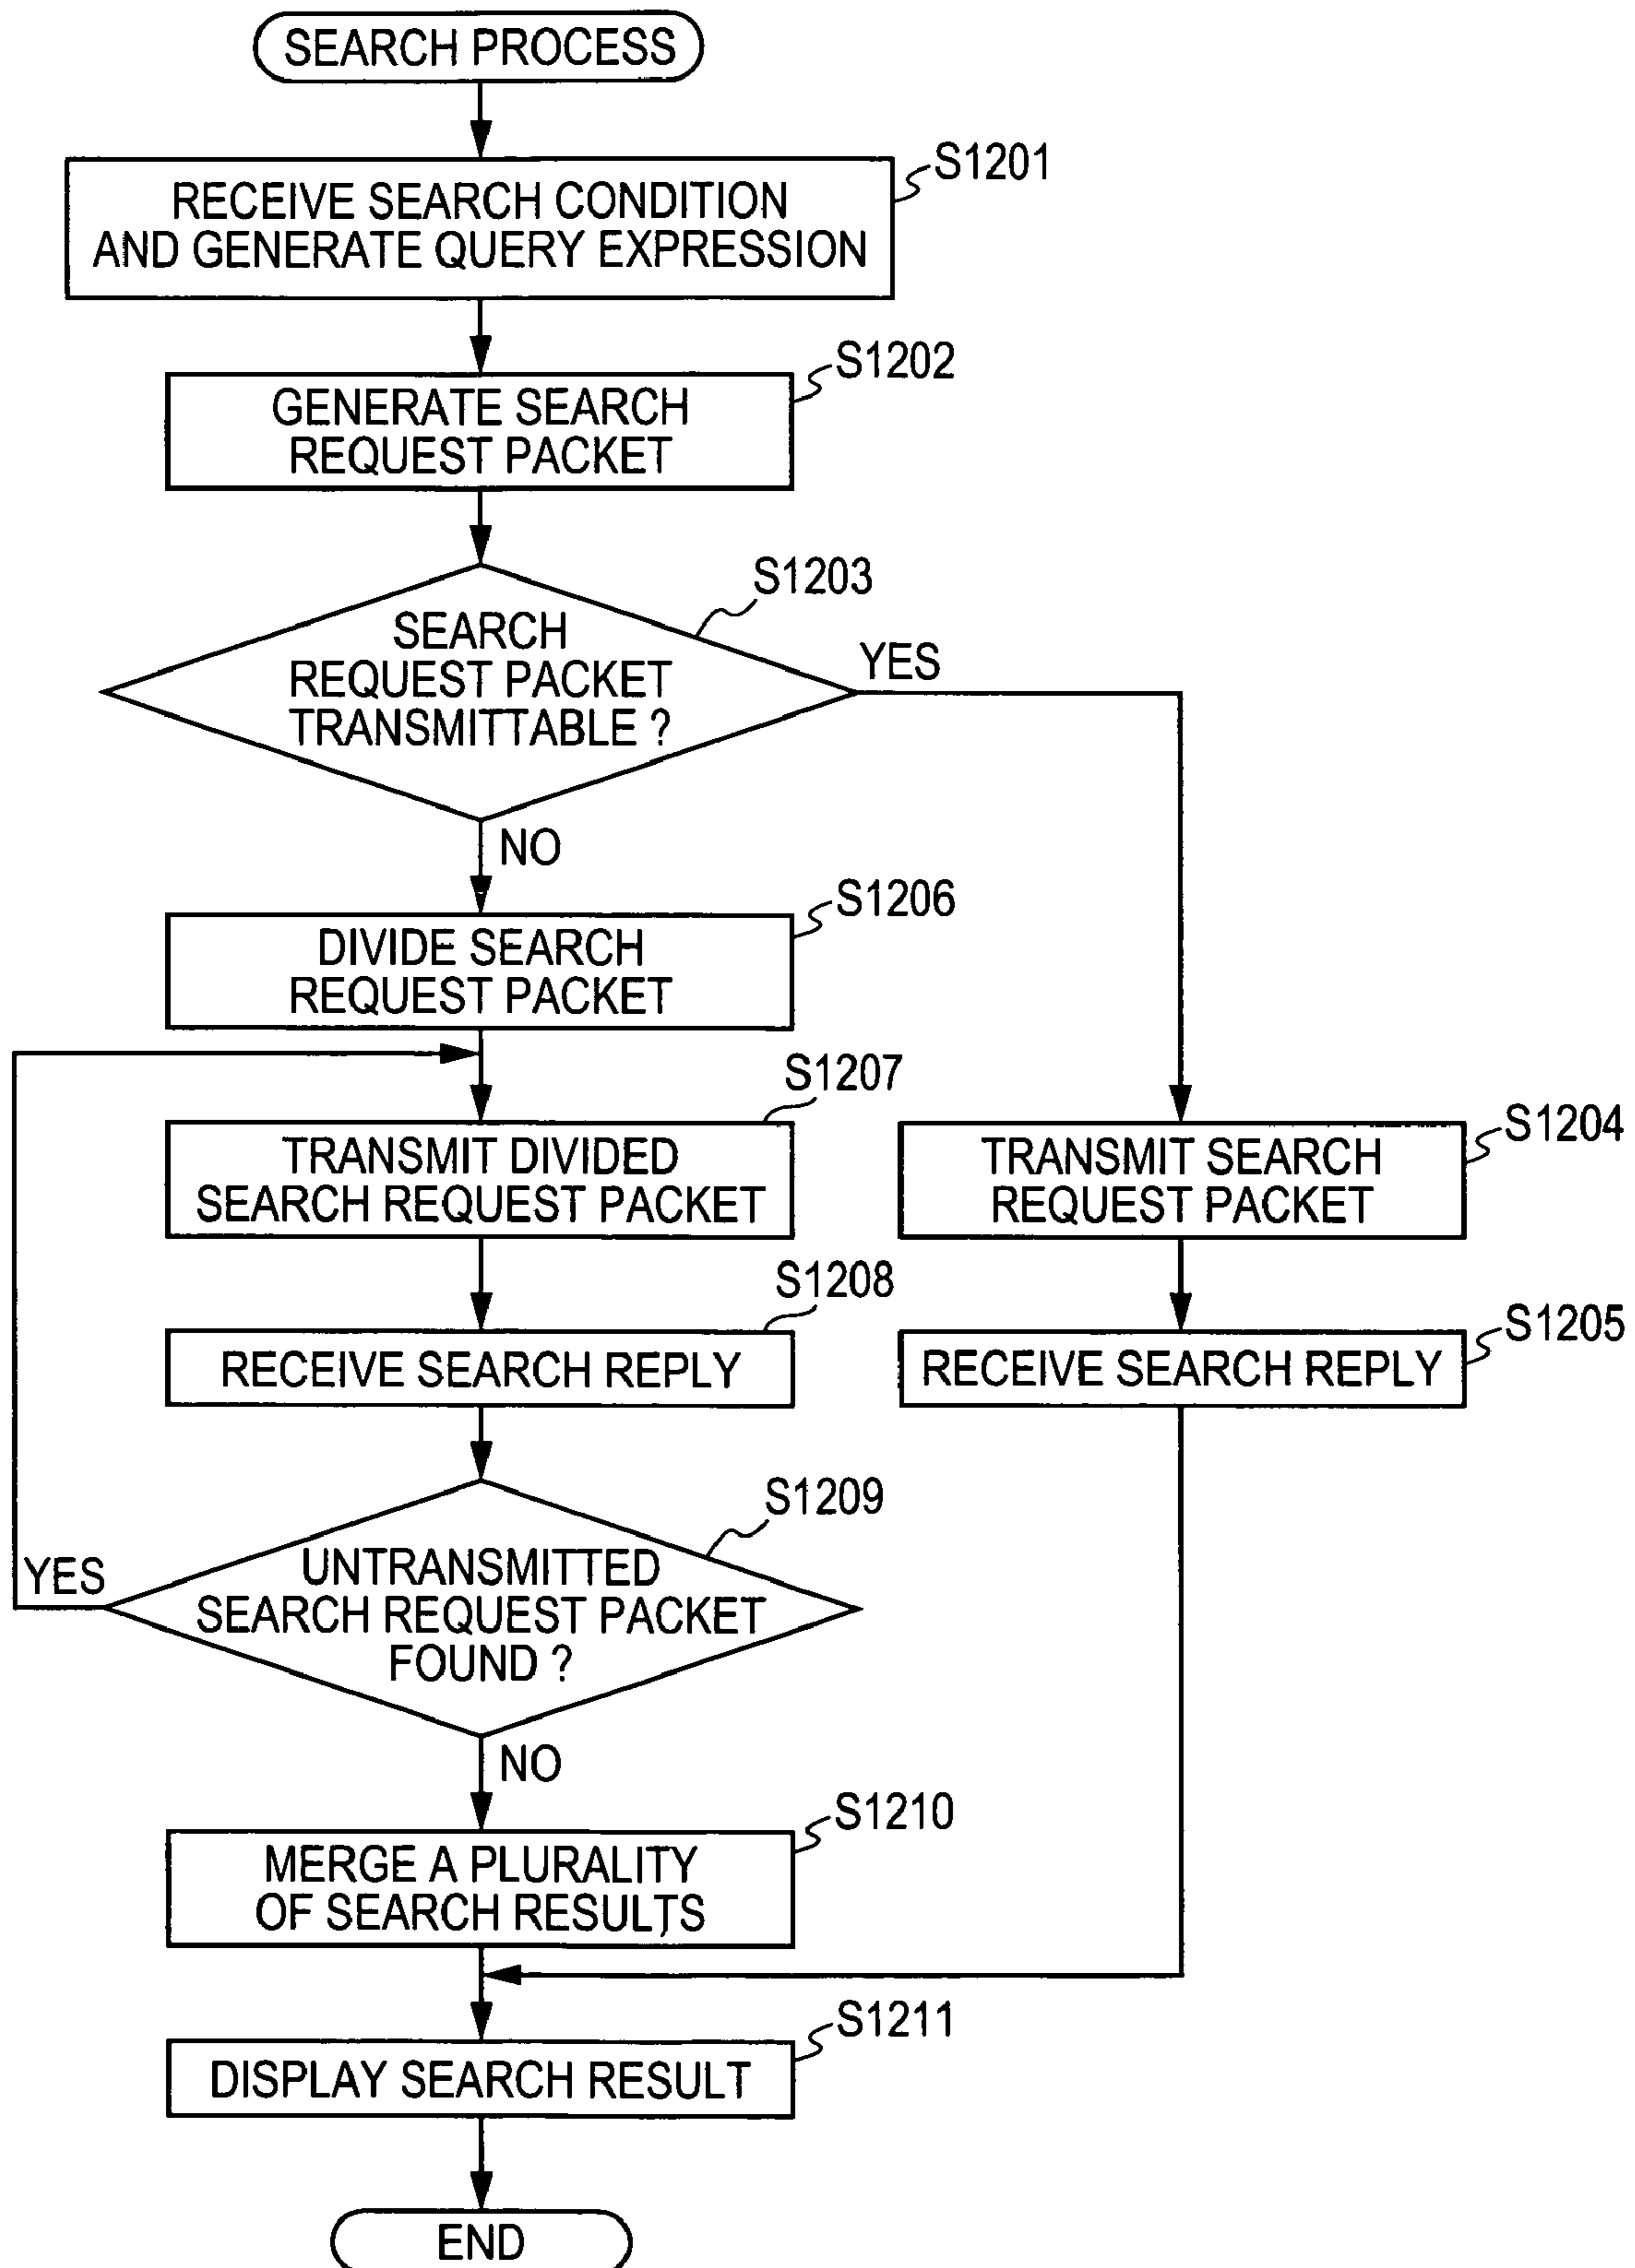 SEARCH PROCESS
S1201
RECEIVE SEARCH CONDITION
AND GENERATE QUERY EXPRESSION
S1202
GENERATE SEARCH
REQUEST PACKET
S1203
SEARCH
REQUEST PACKET
TRANSMITTABLE ?
YES
NO
S1206
DIVIDE SEARCH
REQUEST PACKET
S1207
TRANSMIT DIVIDED
SEARCH REQUEST PACKET
S1204
TRANSMIT SEARCH
REQUEST PACKET
S1208
RECEIVE SEARCH REPLY
S1205
RECEIVE SEARCH REPLY
S1209
YES
UNTRANSMITTED
SEARCH REQUEST PACKET
FOUND ?
NO
S1210
MERGE A PLURALITY
OF SEARCH RESULTS
S1211
DISPLAY SEARCH RESULT
END